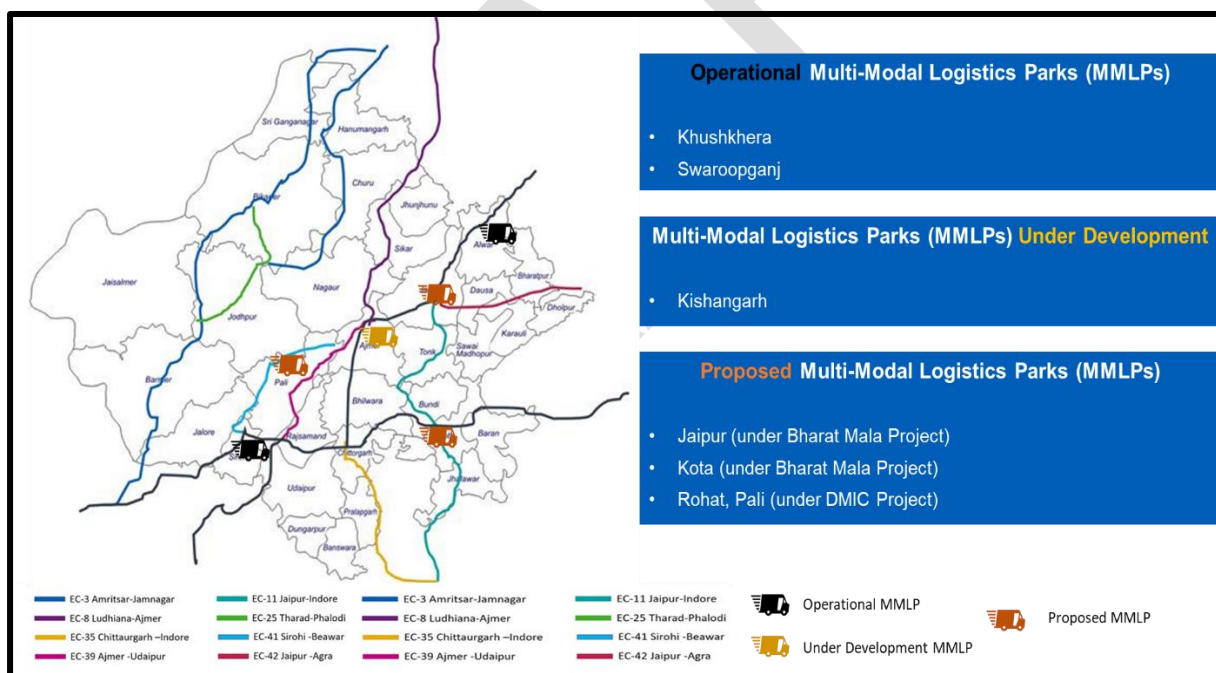 Sri Ganganagar
Hanumangarh
Churu
Bikaner
Jhunjhunu
Sikar
Alwar
Jaisalmer
Nagaur
Dausa
Bharatpur
Dholpur
Jodhpur
Karauli
Ajmer
Tonk
Sawai
Madhopur
Pali
Barmer
Bhilwara
Bundi
Jalore
Rajsamand
Baran
Chittorgarh
Jhalawar
Udaipur
Pratapgarh
Dungarpur
Banswara
Operational Multi-Modal Logistics Parks (MMLPs)
• Khushkhera
• Swaroopganj
Multi-Modal Logistics Parks (MMLPs) Under Development
• Kishangarh
Proposed Multi-Modal Logistics Parks (MMLPs)
• Jaipur (under Bharat Mala Project)
• Kota (under Bharat Mala Project)
• Rohat, Pali (under DMIC Project)
EC-3 Amritsar-Jamnagar
EC-8 Ludhiana-Ajmer
EC-35 Chittaurgarh –Indore
EC-39 Ajmer -Udaipur
EC-11 Jaipur-Indore
EC-25 Tharad-Phalodi
EC-41 Sirohi -Beawar
EC-42 Jaipur -Agra
EC-3 Amritsar-Jamnagar
EC-8 Ludhiana-Ajmer
EC-35 Chittaurgarh –Indore
EC-39 Ajmer -Udaipur
EC-11 Jaipur-Indore
EC-25 Tharad-Phalodi
EC-41 Sirohi -Beawar
EC-42 Jaipur -Agra
Operational MMLP
Under Development MMLP
Proposed MMLP